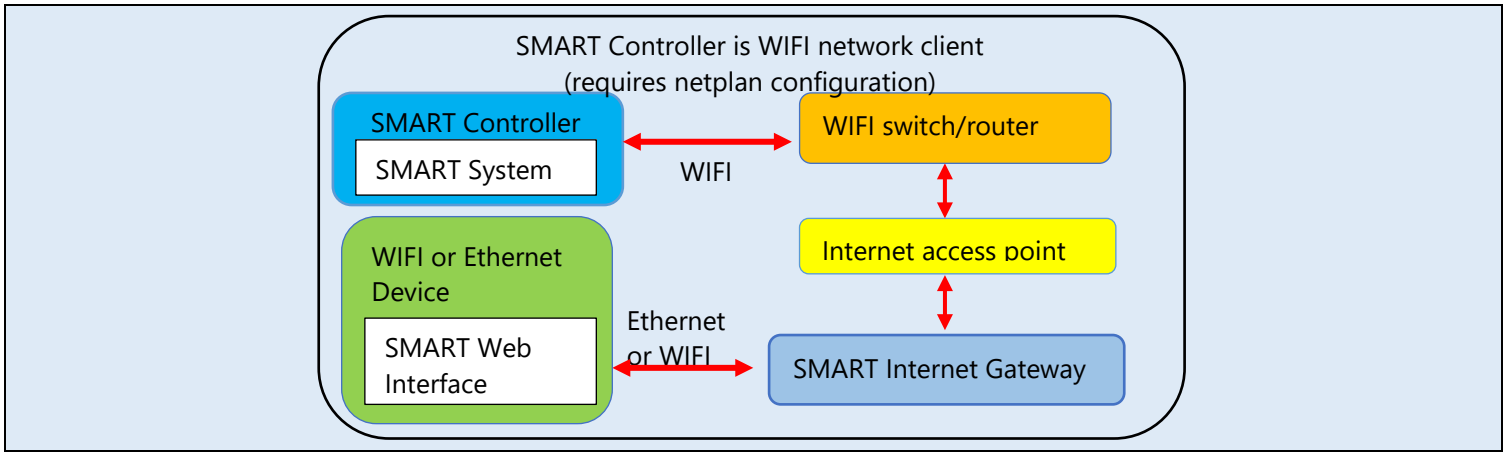 SMART Controller is WIFI network client
(requires netplan configuration)
SMART Controller
SMART System
WIFI
WIFI switch/router
Internet access point
WIFI or Ethernet
Device
SMART Web
Interface
Ethernet
or WIFI
SMART Internet Gateway